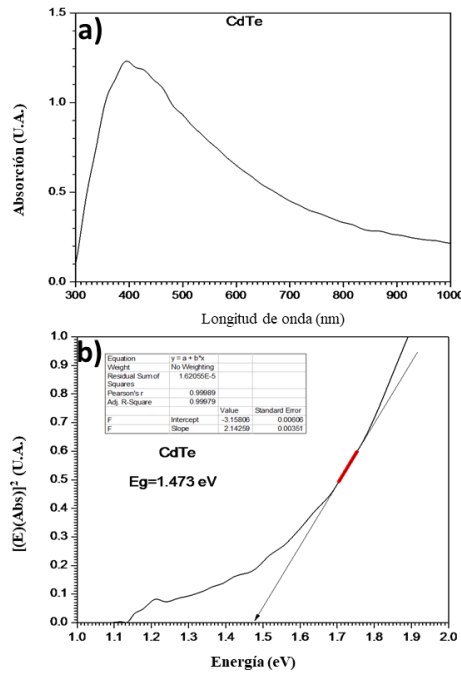 a)
CdTe
Absorción (U.A.)
1.5
1.0
0.5
0.0
300 400 500 600 700 800 900 1000
Longitud de onda (nm)
b)
Equation y = a + b*x
Weight No Weighting
Residual Sum of Squares 1.62055E-5
Pearson's r 0.99989
Adj. R-Square 0.99979
Value Standard Error
F Intercept -3.15806 0.00606
F Slope 2.14259 0.00351
CdTe
Eg=1.473 eV
[(E)(Abs)]² (U.A.)
1.0
0.9
0.8
0.7
0.6
0.5
0.4
0.3
0.2
0.1
0.0
1.0 1.1 1.2 1.3 1.4 1.5 1.6 1.7 1.8 1.9 2.0
Energía (eV)